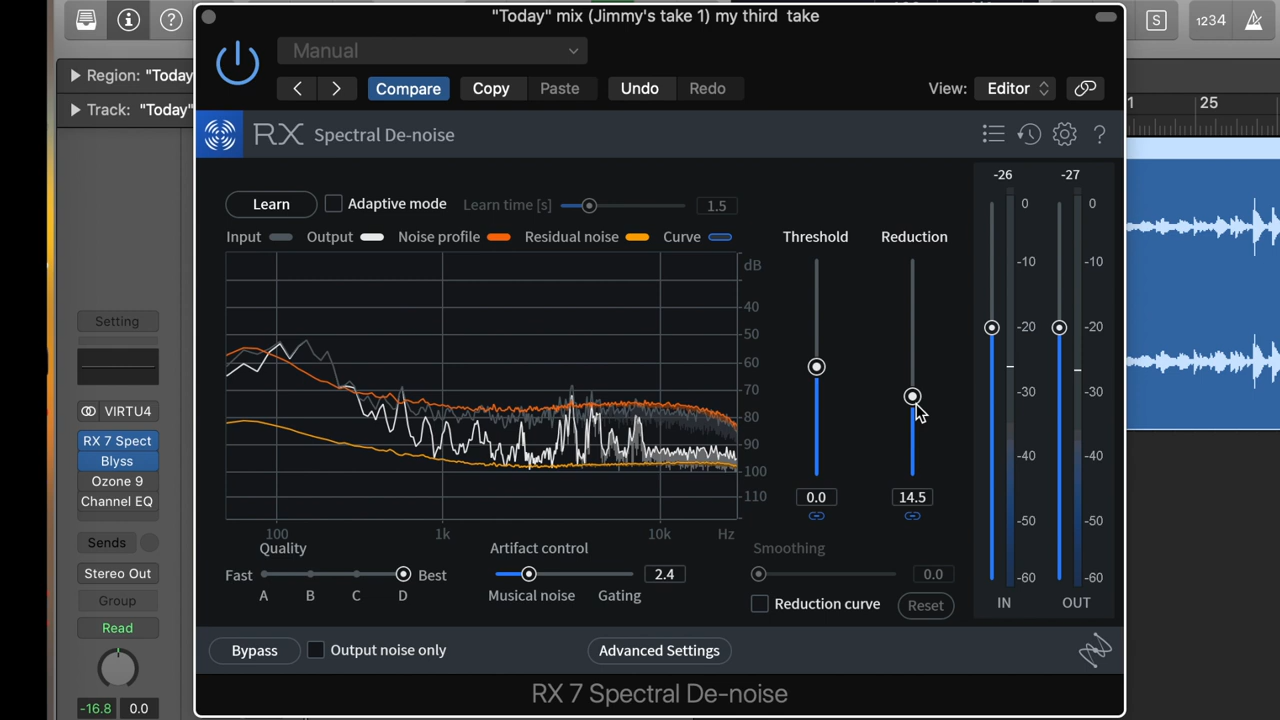 "Today" mix (Jimmy's take 1) my third take
S
1234
Manual
Region: "Today
Compare
Copy
Paste
Undo
Redo
View:
Editor
Track: "Today"
1
25
RX Spectral De-noise
?
?
-26
-27
Learn
Adaptive mode
Learn time [s]
1.5
Input
Output
Noise profile
Residual noise
Curve
Threshold
Reduction
dB
40
50
60
70
80
90
100
110
100
1k
10k
Hz
0.0
14.5
0
-10
-20
-30
-40
-50
-60
0
-10
-20
-30
-40
-50
-60
IN
OUT
Setting
VIRTU4
RX 7 Spect
Blyss
Ozone 9
Channel EQ
Sends
Stereo Out
Group
Read
-16.8
0.0
Quality
Fast
Best
A
B
C
D
Artifact control
2.4
Musical noise
Gating
Smoothing
0.0
Reduction curve
Reset
Bypass
Output noise only
Advanced Settings
RX 7 Spectral De-noise